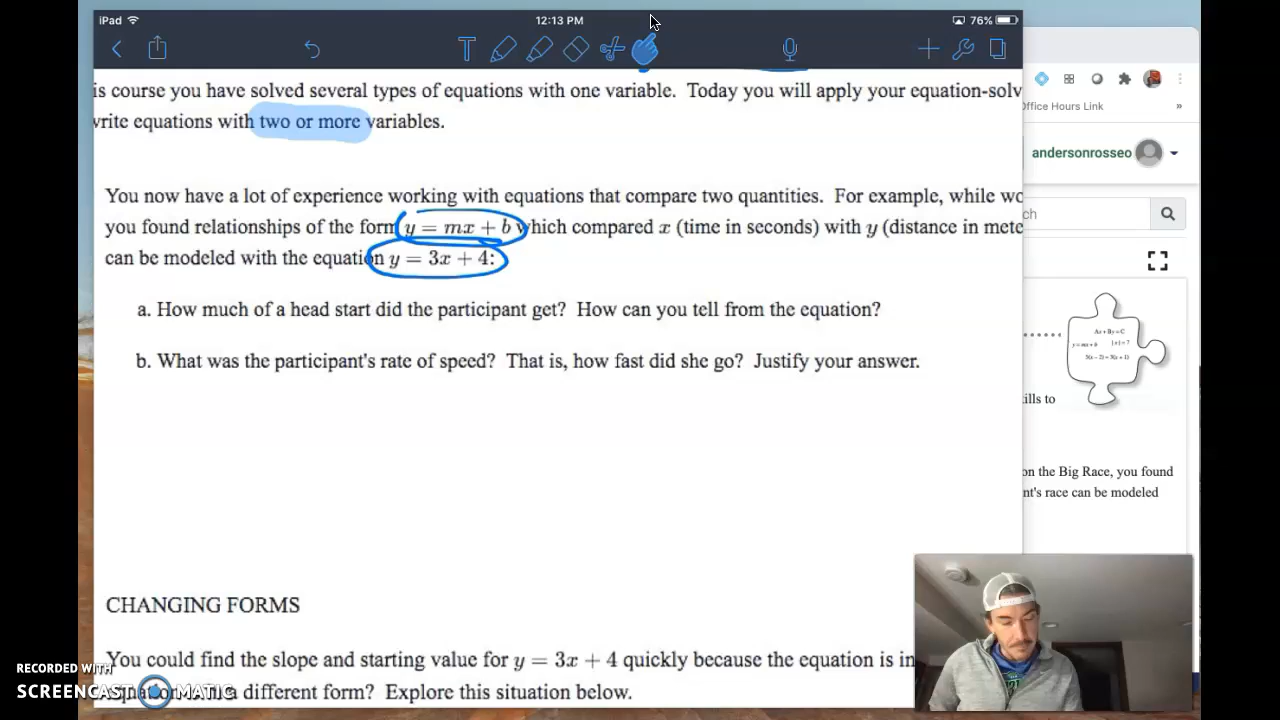 iPad
12:13 PM
76%
Office Hours Link
»
is course you have solved several types of equations with one variable. Today you will apply your equation-solv
write equations with two or more variables.
andersonrosseo
You now have a lot of experience working with equations that compare two quantities. For example, while wo
you found relationships of the form y = mx + b which compared x (time in seconds) with y (distance in mete
can be modeled with the equation y = 3x + 4:
a. How much of a head start did the participant get? How can you tell from the equation?
b. What was the participant's rate of speed? That is, how fast did she go? Justify your answer.
ch
Ax + By = C
y = mx + b
ills to
on the Big Race, you found
nt's race can be modeled
CHANGING FORMS
You could find the slope and starting value for y = 3x + 4 quickly because the equation is in
a different form? Explore this situation below.
RECORDED WITH
SCREENCAST MATIC